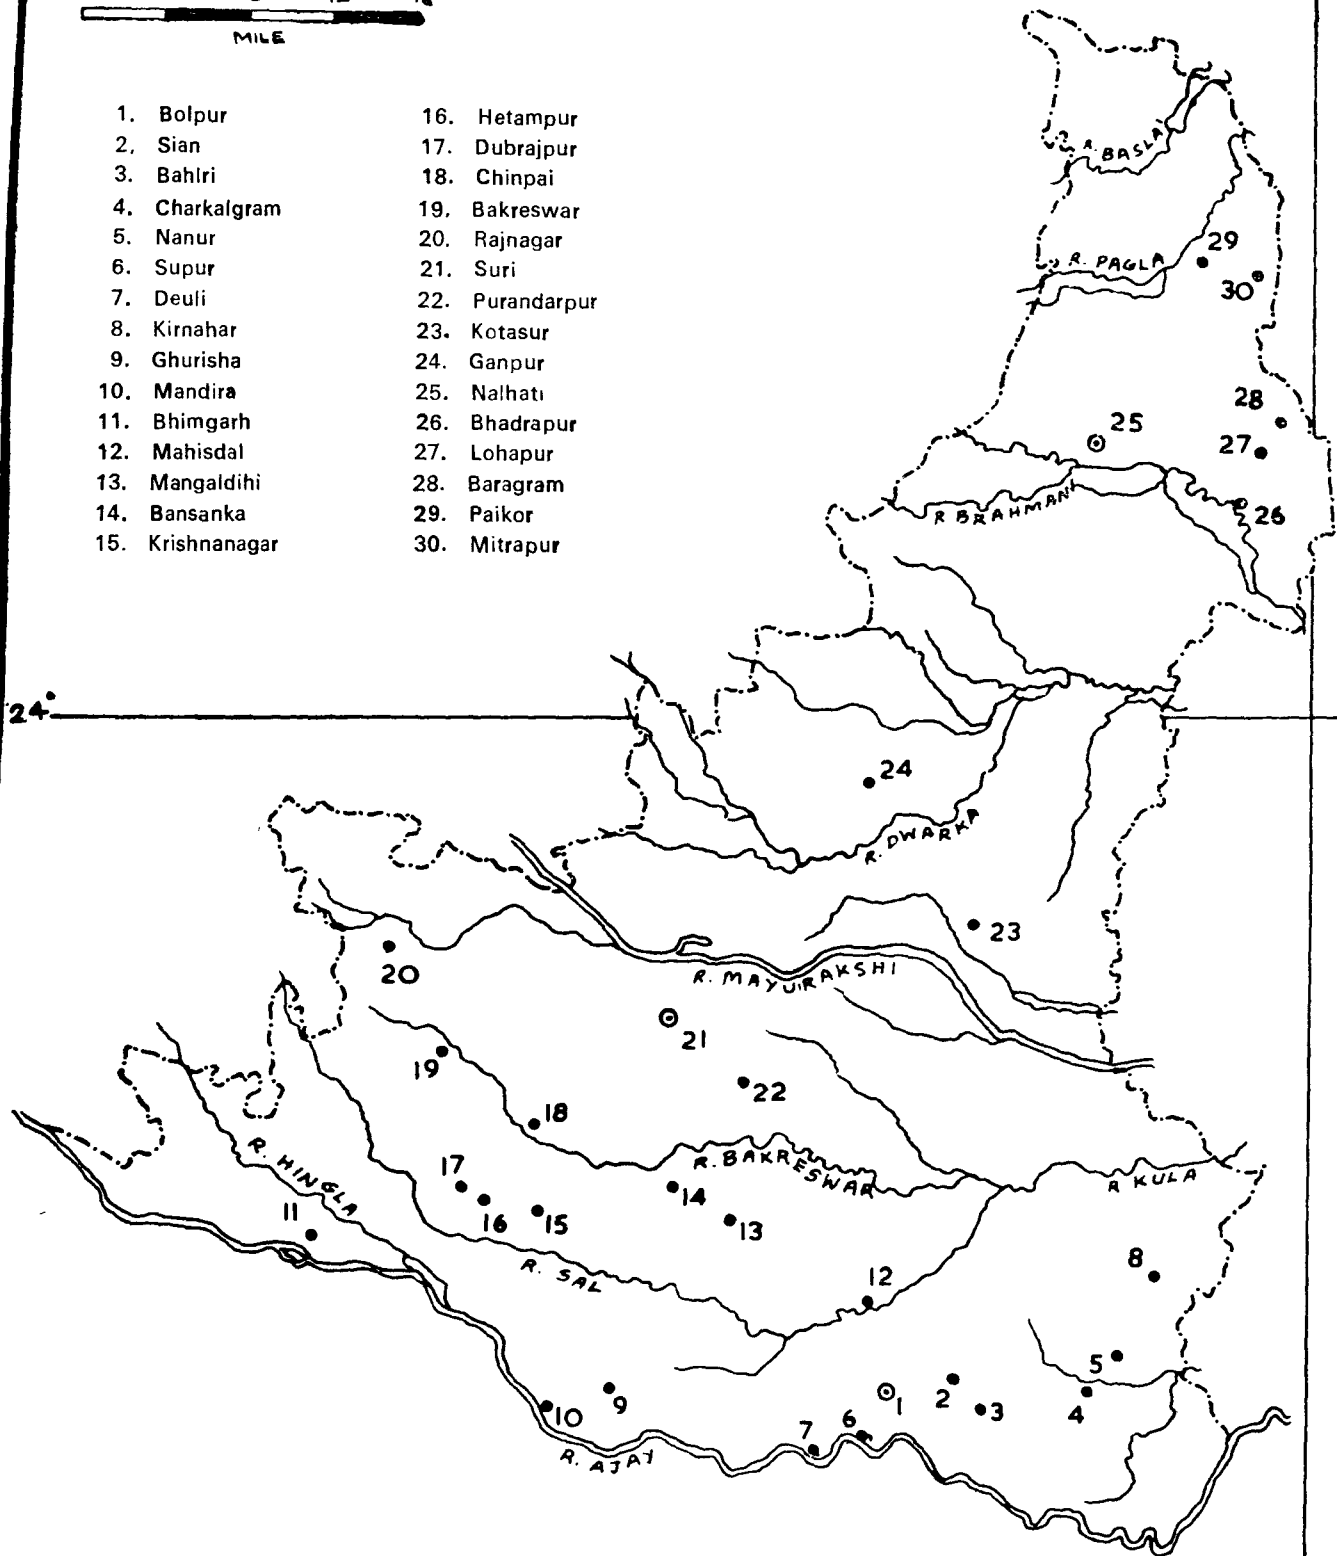 MILE
1. Bolpur
2. Sian
3. Bahlri
4. Charkalgram
5. Nanur
6. Supur
7. Deuli
8. Kirnahar
9. Ghurisha
10. Mandira
11. Bhimgarh
12. Mahisdal
13. Mangaldihi
14. Bansanka
15. Krishnanagar
16. Hetampur
17. Dubrajpur
18. Chinpai
19. Bakreswar
20. Rajnagar
21. Suri
22. Purandarpur
23. Kotasur
24. Ganpur
25. Nalhati
26. Bhadrapur
27. Lohapur
28. Baragram
29. Paikor
30. Mitrapur
R. BASLAI
29
R. PAGLA
30
28
25
27
R BRAHMANI
26
24°
24
R. DWARKA
23
20
R. MAYURAKSHI
21
19
22
18
R. HINGLA
17
R. BAKRESWAR
R KULA
14
11
16
15
13
8
R. SAL
12
5
10
9
2
1
3
4
7
6
R. AJAY